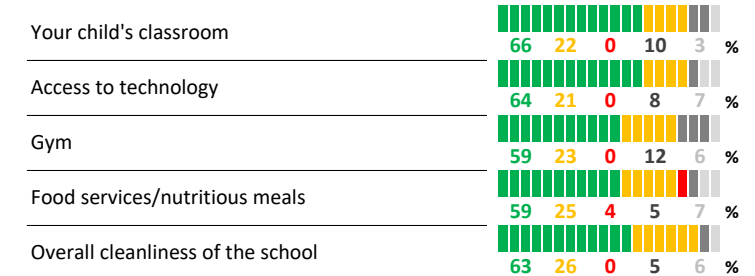 Your child's classroom
66 22 0 10 3 %
Access to technology
64 21 0 8 7 %
Gym
59 23 0 12 6 %
Food services/nutritious meals
59 25 4 5 7 %
Overall cleanliness of the school
63 26 0 5 6 %